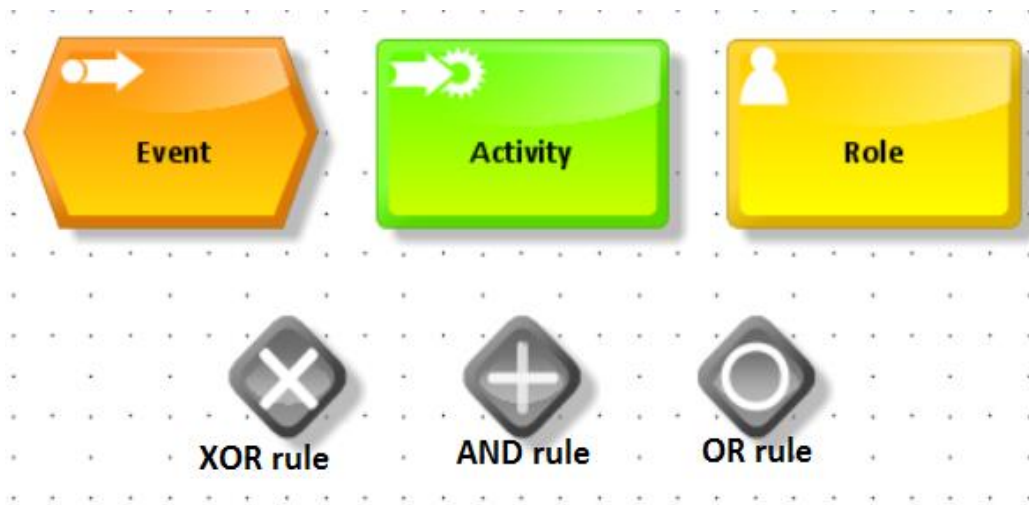 Event
Activity
Role
XOR rule
AND rule
OR rule